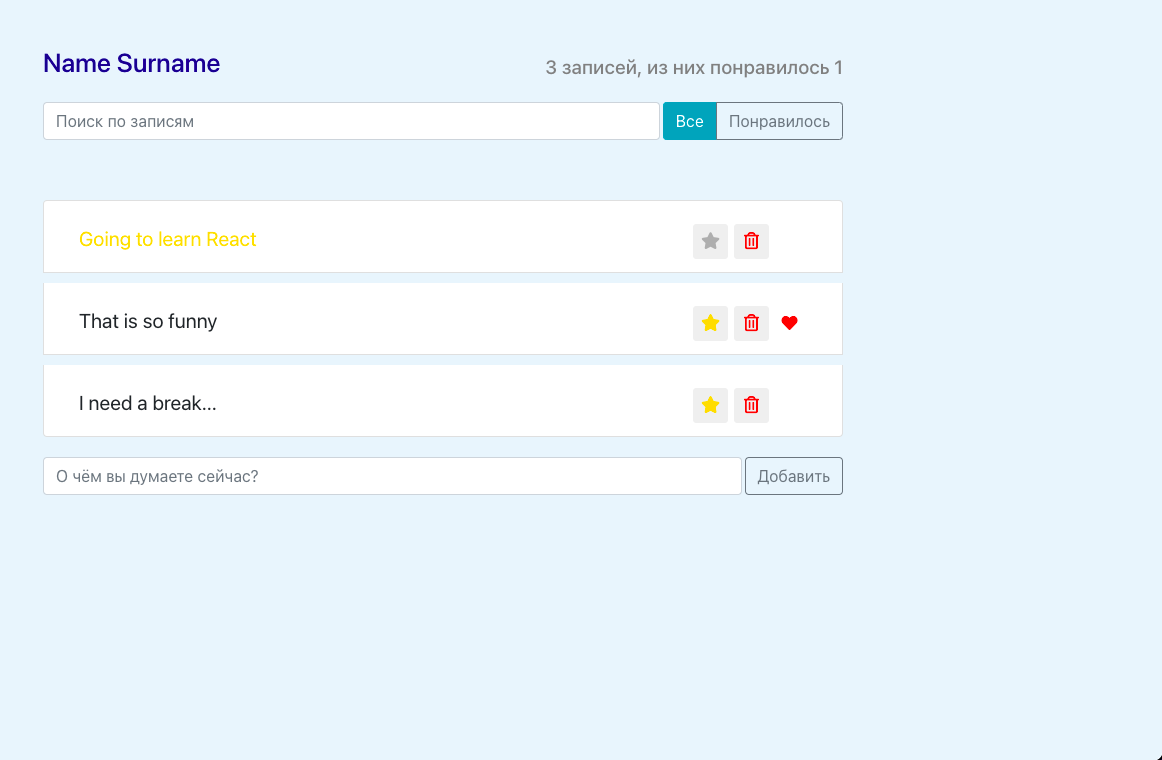 Name Surname
3 записей, из них понравилось 1
Поиск по записям
Все
Понравилось
Going to learn React
That is so funny
I need a break...
О чём вы думаете сейчас?
Добавить